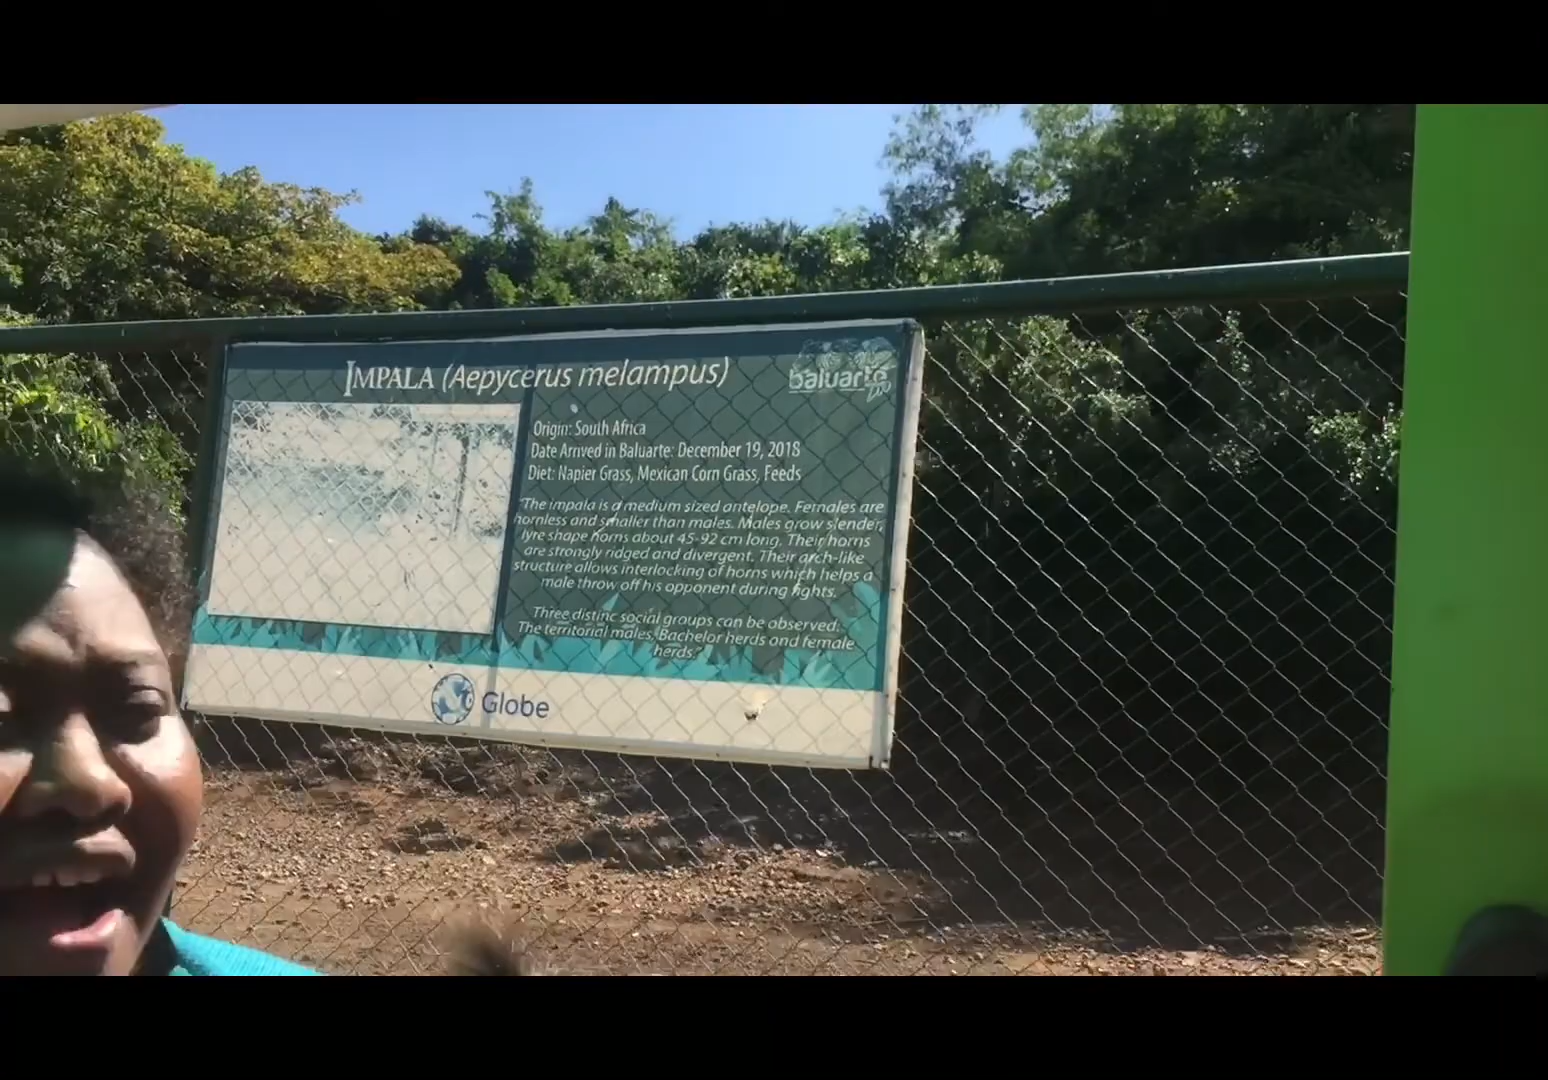 IMPALA (Aepycerus melampus)
baluarte
Origin: South Africa
Date Arrived in Baluarte: December 19, 2018
Diet: Napier Grass, Mexican Corn Grass, Feeds
"The impala is a medium sized antelope. Females are
hornless and smaller than males. Males grow slender,
lyre shape horns about 45-92 cm long. Their horns
are strongly ridged and divergent. Their arch-like
structure allows interlocking of horns which helps a
male throw off his opponent during fights.
Three distinc social groups can be observed:
The territorial males, Bachelor herds and female
herds."
Globe